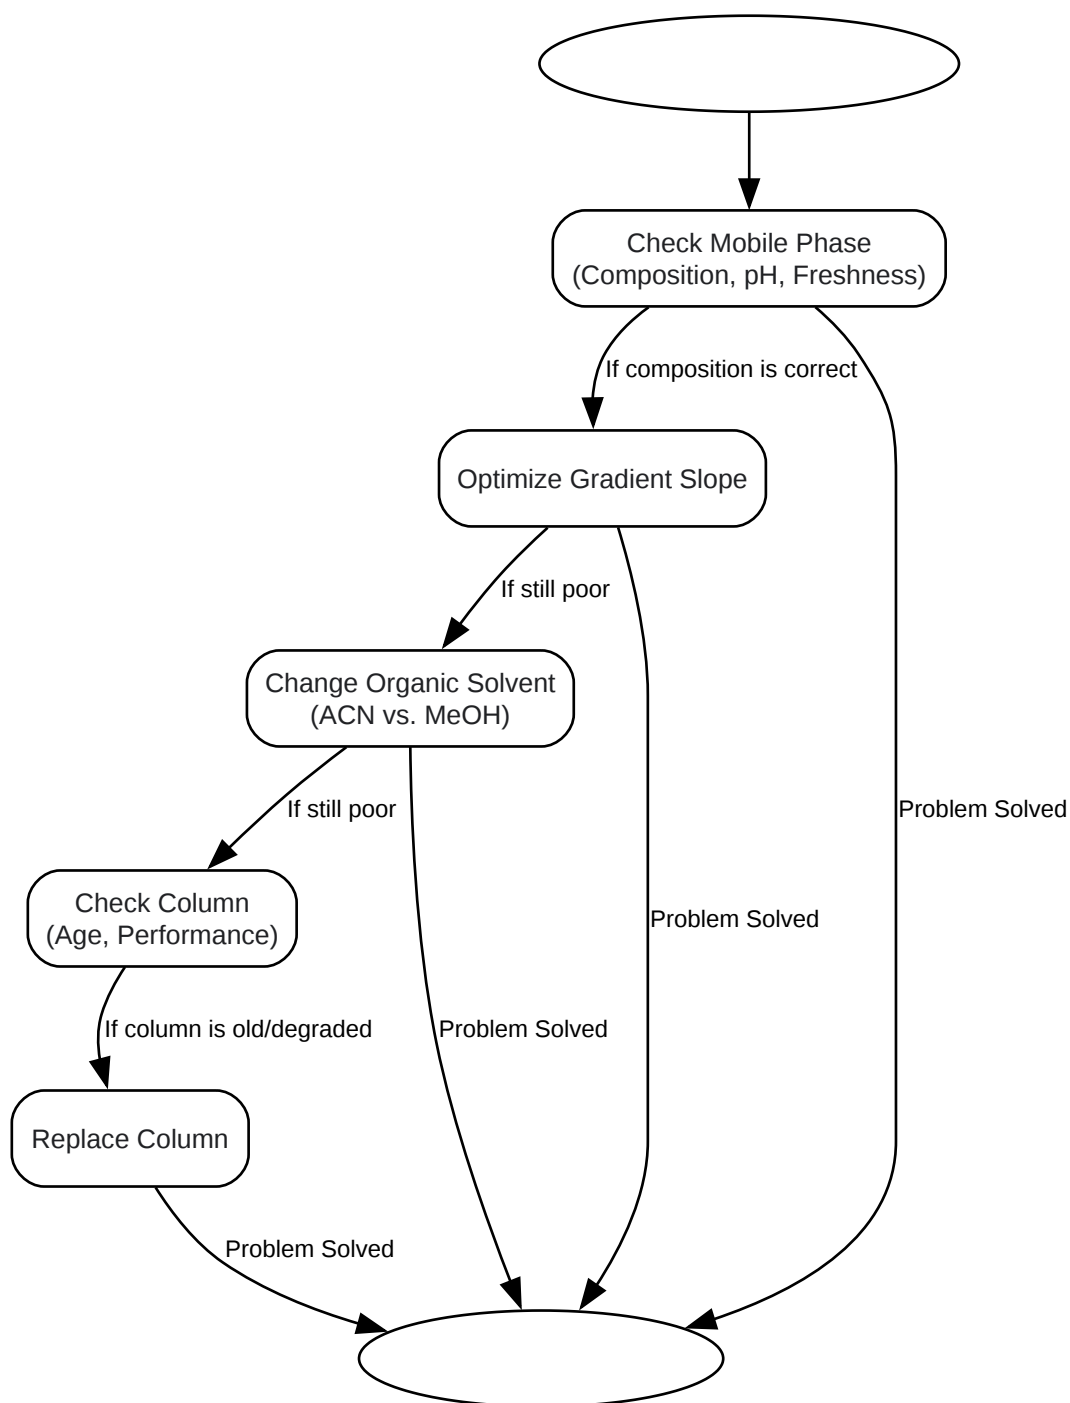 Check Mobile Phase
(Composition, pH, Freshness)
If composition is correct
Optimize Gradient Slope
If still poor
Change Organic Solvent
(ACN vs. MeOH)
If still poor
Problem Solved
Check Column
(Age, Performance)
Problem Solved
If column is old/degraded
Problem Solved
Replace Column
Problem Solved